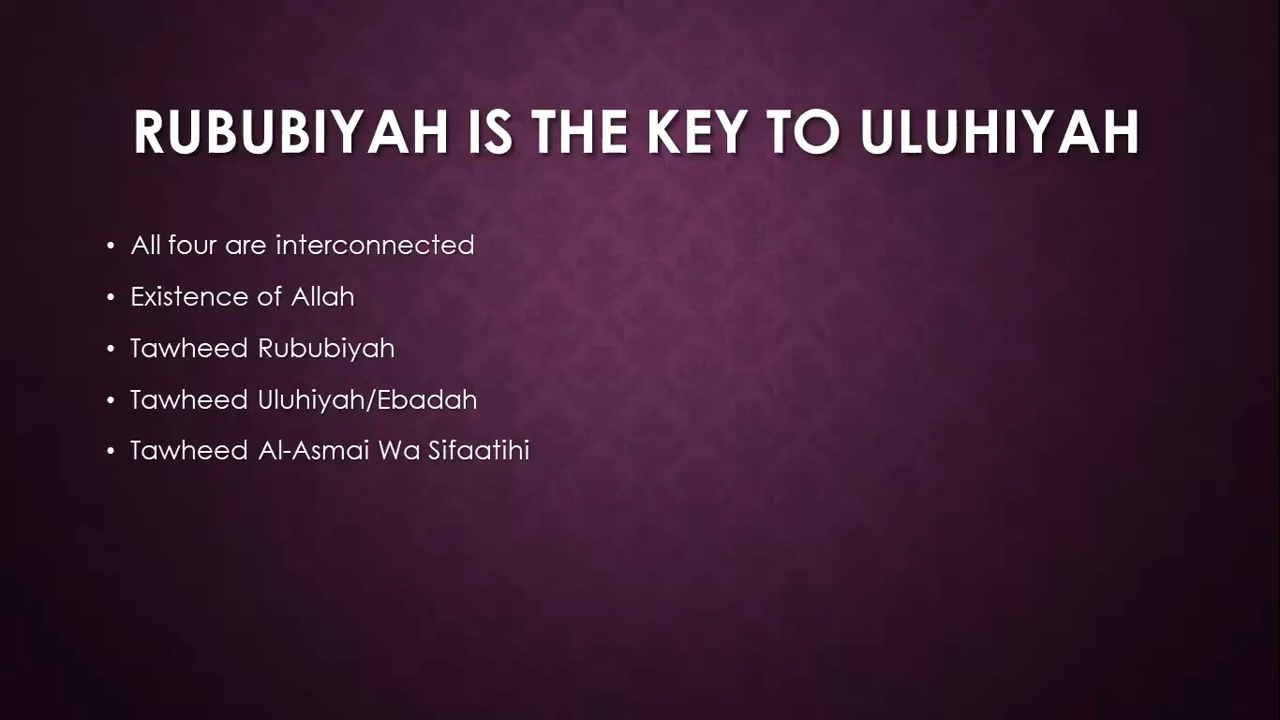 RUBUBIYAH IS THE KEY TO ULUHIYAH
• All four are interconnected
• Existence of Allah
• Tawheed Rububiyah
• Tawheed Uluhiyah/Ebadah
• Tawheed Al-Asmai Wa Sifaatihi